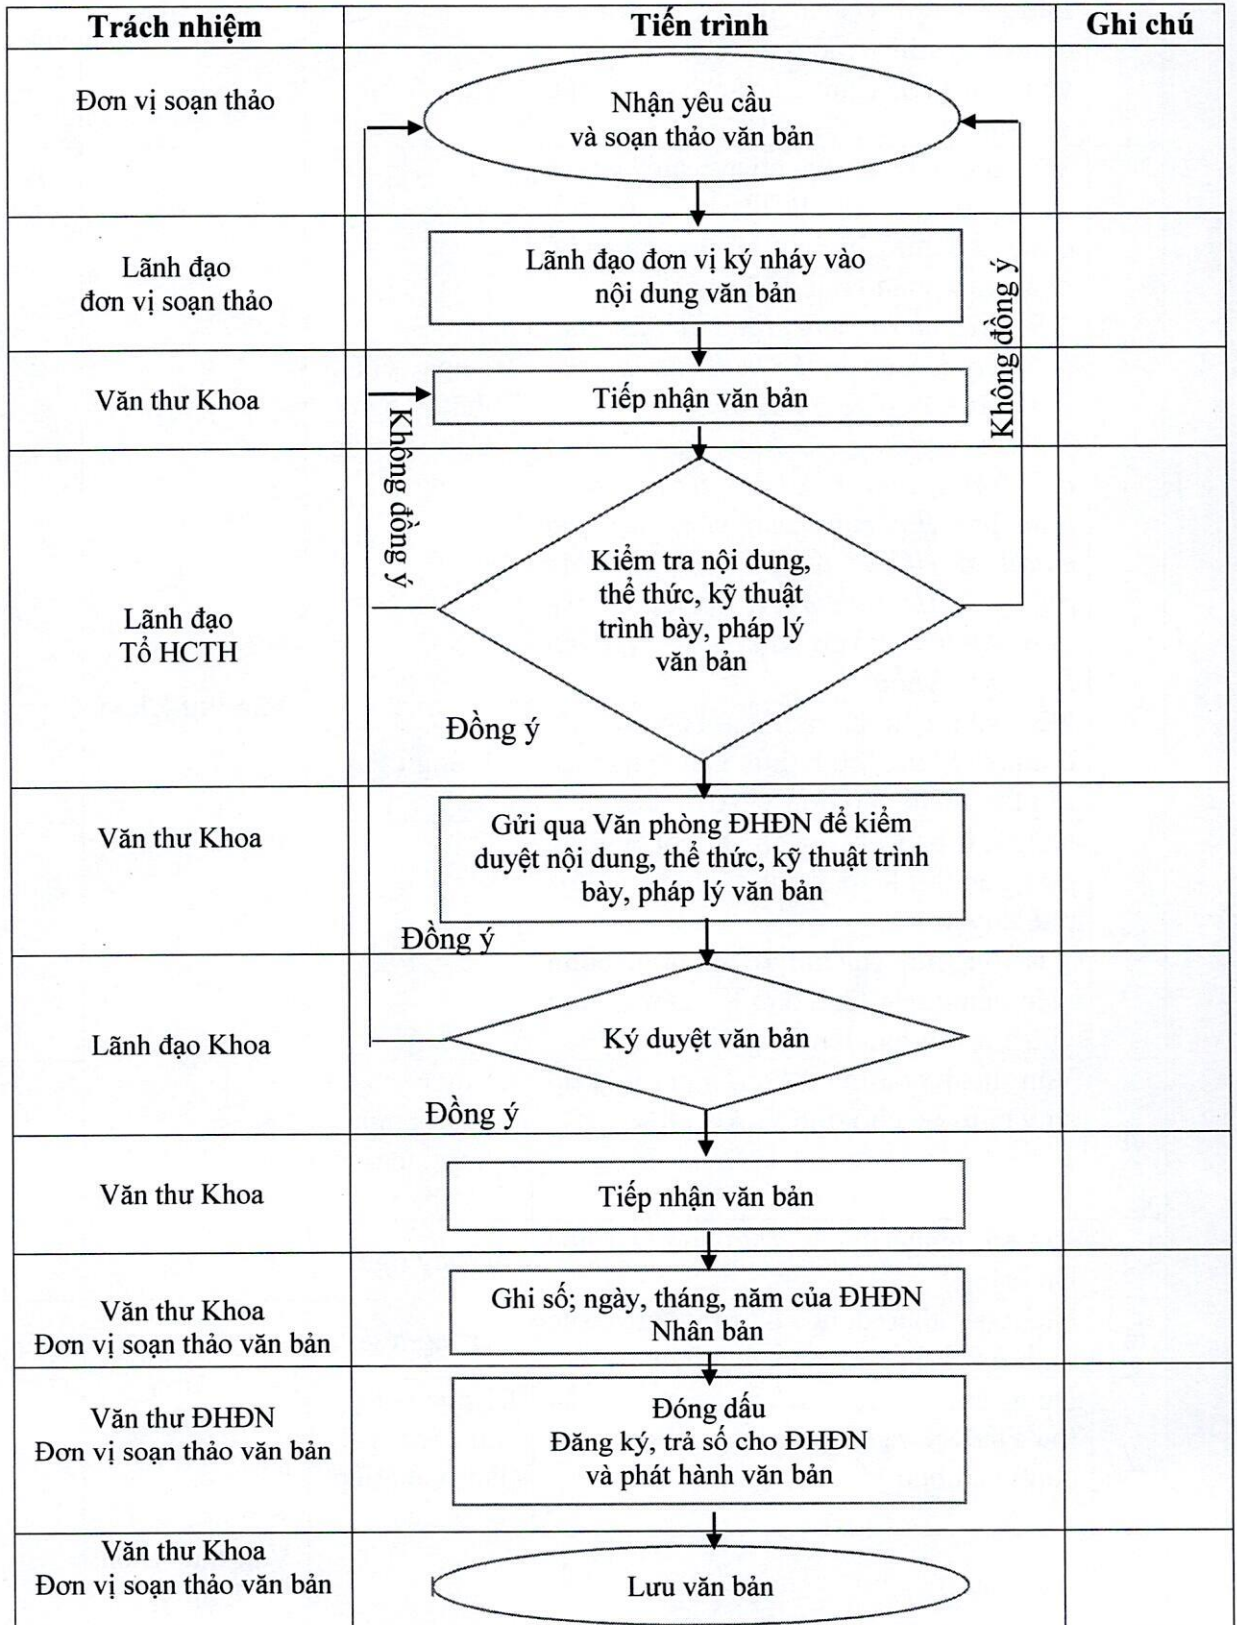 Trách nhiệm
Tiến trình
Ghi chú
Đơn vị soạn thảo
Nhận yêu cầu
và soạn thảo văn bản
Lãnh đạo
đơn vị soạn thảo
Lãnh đạo đơn vị ký nháy vào
nội dung văn bản
Không đồng ý
Văn thư Khoa
Tiếp nhận văn bản
Không đồng ý
Lãnh đạo
Tổ HCTH
Kiểm tra nội dung,
thể thức, kỹ thuật
trình bày, pháp lý
văn bản
Đồng ý
Văn thư Khoa
Gửi qua Văn phòng ĐHĐN để kiểm
duyệt nội dung, thể thức, kỹ thuật trình
bày, pháp lý văn bản
Đồng ý
Lãnh đạo Khoa
Ký duyệt văn bản
Đồng ý
Văn thư Khoa
Tiếp nhận văn bản
Văn thư Khoa
Đơn vị soạn thảo văn bản
Ghi số; ngày, tháng, năm của ĐHĐN
Nhân bản
Văn thư ĐHĐN
Đơn vị soạn thảo văn bản
Đóng dấu
Đăng ký, trả số cho ĐHĐN
và phát hành văn bản
Văn thư Khoa
Đơn vị soạn thảo văn bản
Lưu văn bản